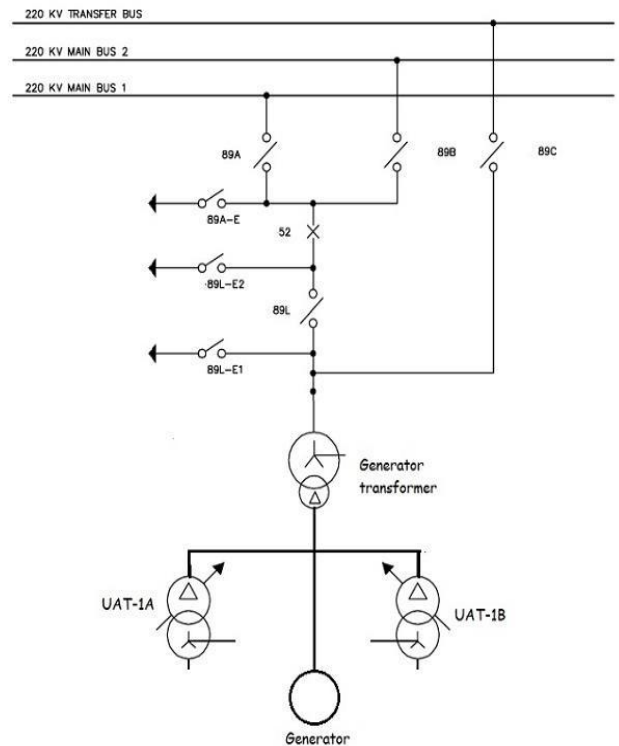 220 KV TRANSFER BUS
220 KV MAIN BUS 2
220 KV MAIN BUS 1
89A
89B
89C
89A-E
52
89L-E2
89L
89L-E1
Generator
transformer
UAT-1A
UAT-1B
Generator